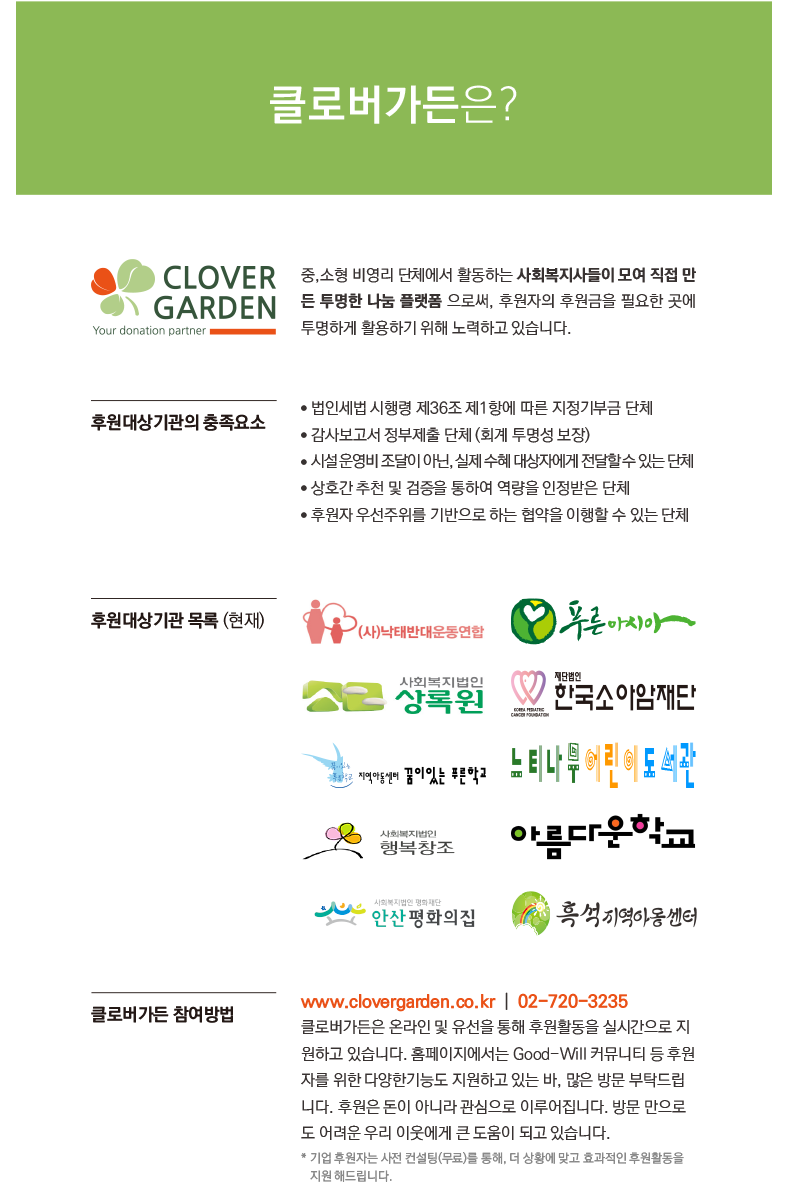 클로버가든은?
CLOVER
GARDEN
Your donation partner
중,소형 비영리 단체에서 활동하는 사회복지사들이 모여 직접 만
든 투명한 나눔 플랫폼 으로써, 후원자의 후원금을 필요한 곳에
투명하게 활용하기 위해 노력하고 있습니다.
후원대상기관의 충족요소
• 법인세법 시행령 제36조 제1항에 따른 지정기부금 단체
• 감사보고서 정부제출 단체 (회계 투명성 보장)
• 시설 운영비 조달이 아닌, 실제 수혜 대상자에게 전달할 수 있는 단체
• 상호간 추천 및 검증을 통하여 역량을 인정받은 단체
• 후원자 우선주위를 기반으로 하는 협약을 이행할 수 있는 단체
후원대상기관 목록 (현재)
(사)낙태반대운동연합
푸른아시아
사회복지법인
상록원
재단법인
한국소아암재단
KOREA PEDIATRIC
CANCER FOUNDATION
지역아동센터 꿈이있는 푸른학교
느티나무어린이도서관
사회복지법인
행복창조
아름다운학교
사회복지법인 평화재단
안산평화의집
흑석지역아동센터
클로버가든 참여방법
www.clovergarden.co.kr | 02-720-3235
클로버가든은 온라인 및 유선을 통해 후원활동을 실시간으로 지
원하고 있습니다. 홈페이지에서는 Good-Will 커뮤니티 등 후원
자를 위한 다양한기능도 지원하고 있는 바, 많은 방문 부탁드립
니다. 후원은 돈이 아니라 관심으로 이루어집니다. 방문 만으로
도 어려운 우리 이웃에게 큰 도움이 되고 있습니다.
* 기업 후원자는 사전 컨설팅(무료)를 통해, 더 상황에 맞고 효과적인 후원활동을
지원 해드립니다.